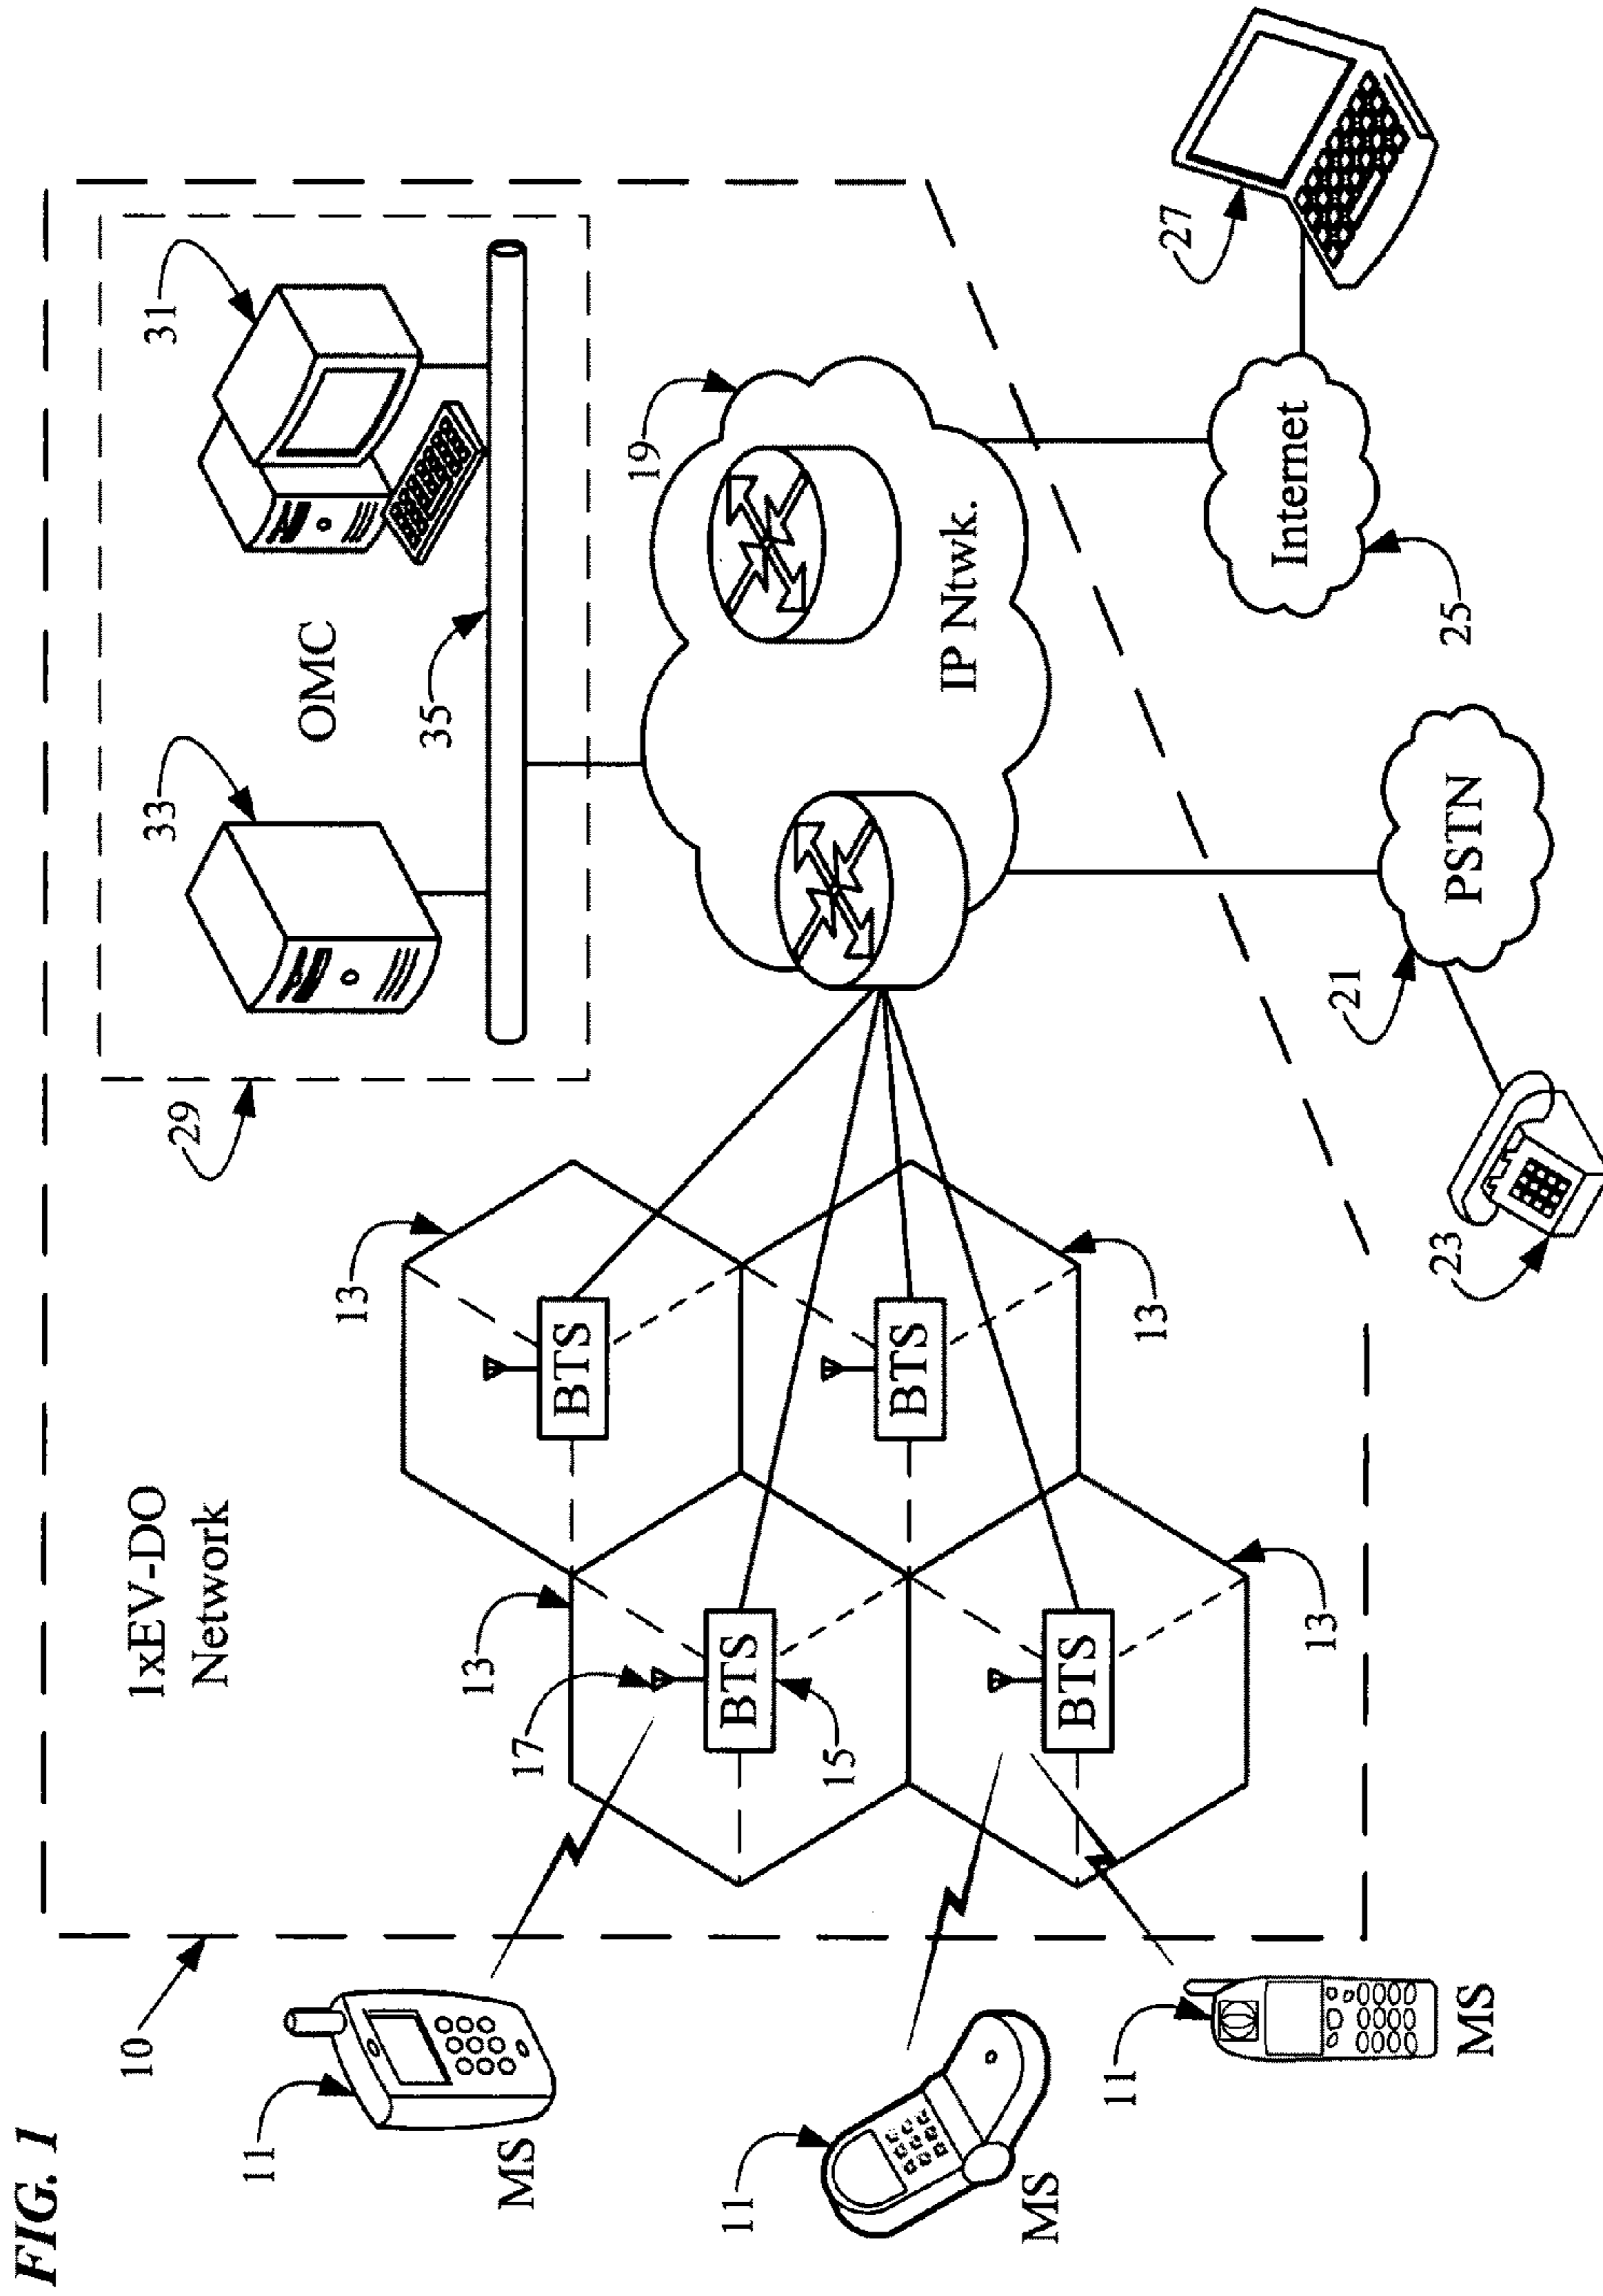 FIG. 1
10
1xEV-DO
Network
29
33
OMC
31
35
11
MS
13
13
17
BTS
BTS
15
19
IP Ntwk.
11
MS
BTS
BTS
13
13
11
MS
21
PSTN
23
Internet
25
27